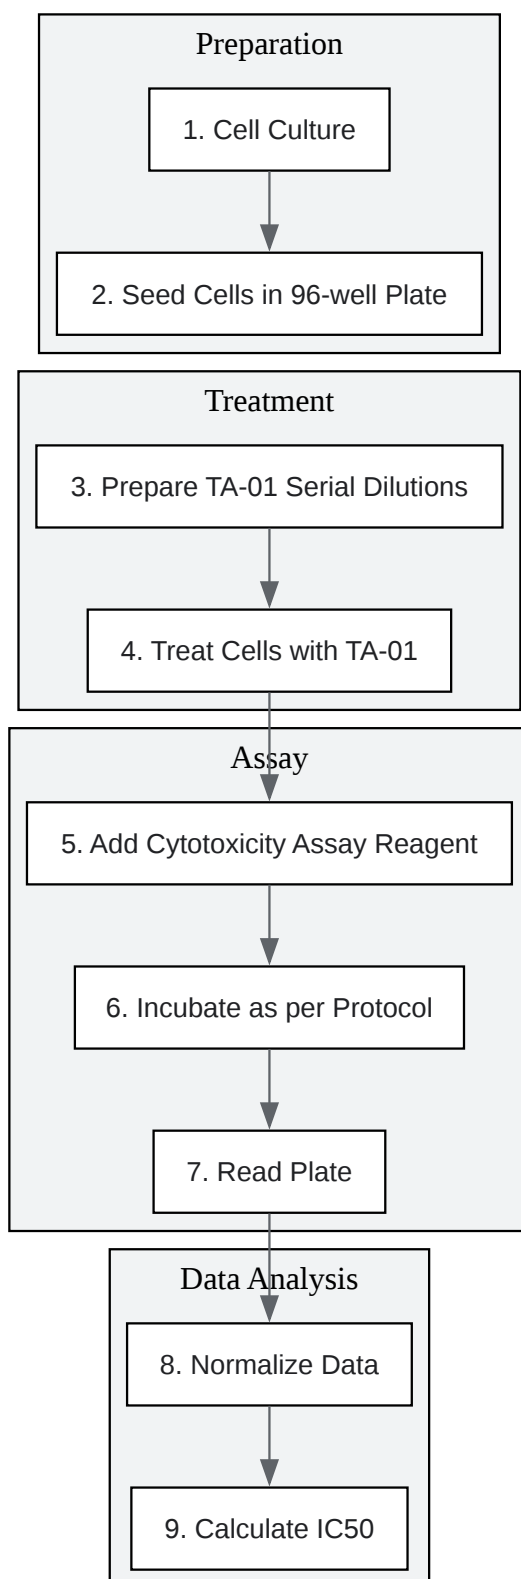 Preparation
1. Cell Culture
2. Seed Cells in 96-well Plate
Treatment
3. Prepare TA-01 Serial Dilutions
4. Treat Cells with TA-01
Assay
5. Add Cytotoxicity Assay Reagent
6. Incubate as per Protocol
7. Read Plate
Data Analysis
8. Normalize Data
9. Calculate IC50